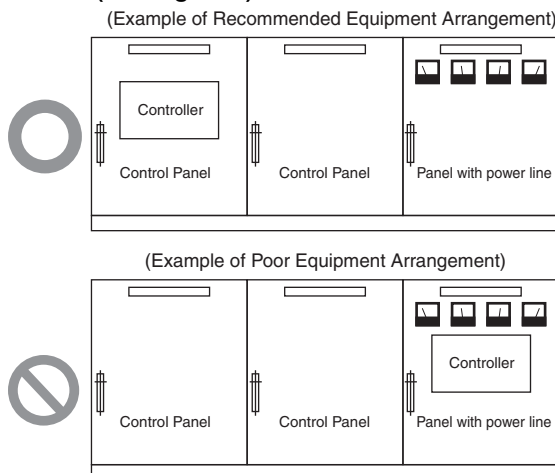 (Example of Recommended Equipment Arrangement)
Controller
Control Panel
Control Panel
Panel with power line
(Example of Poor Equipment Arrangement)
Controller
Control Panel
Control Panel
Panel with power line